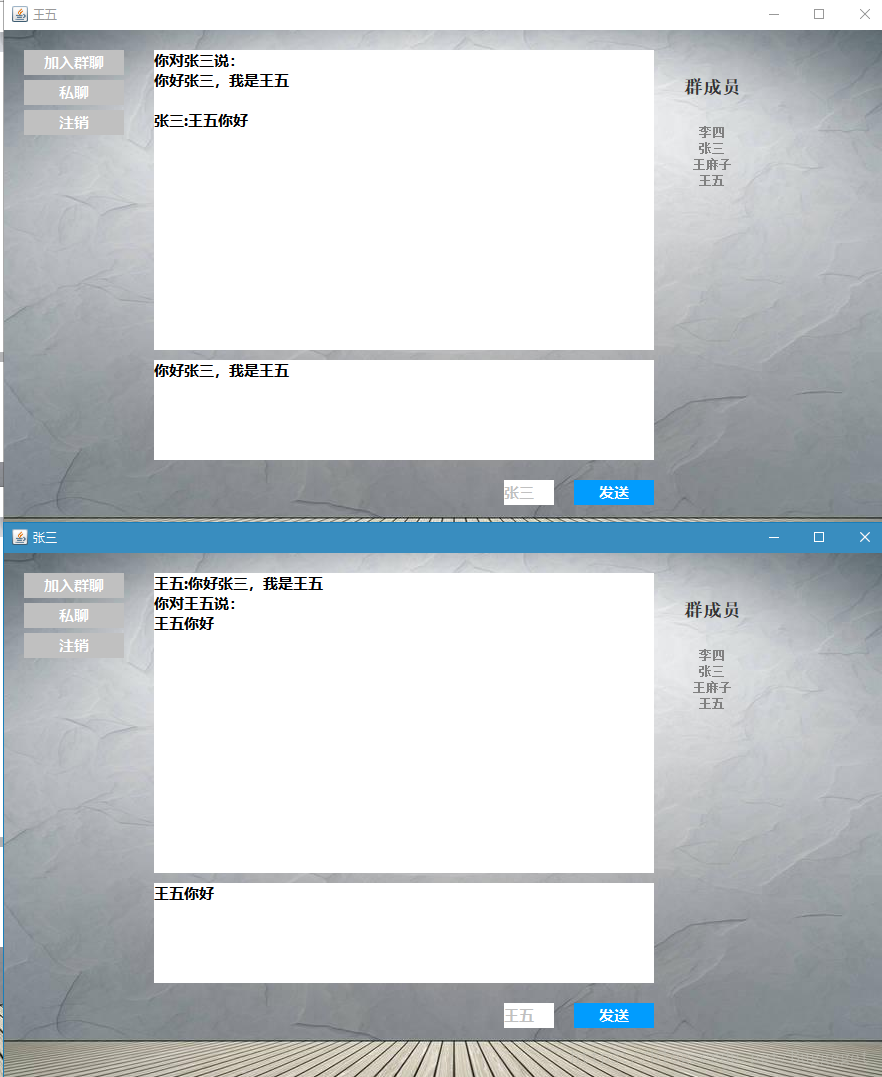 王五
加入群聊
私聊
注销
你对张三说：
你好张三，我是王五
张三:王五你好
群成员
李四
张三
王麻子
王五
你好张三，我是王五
张三
发送
张三
加入群聊
私聊
注销
王五:你好张三，我是王五
你对王五说：
王五你好
群成员
李四
张三
王麻子
王五
王五你好
王五
发送